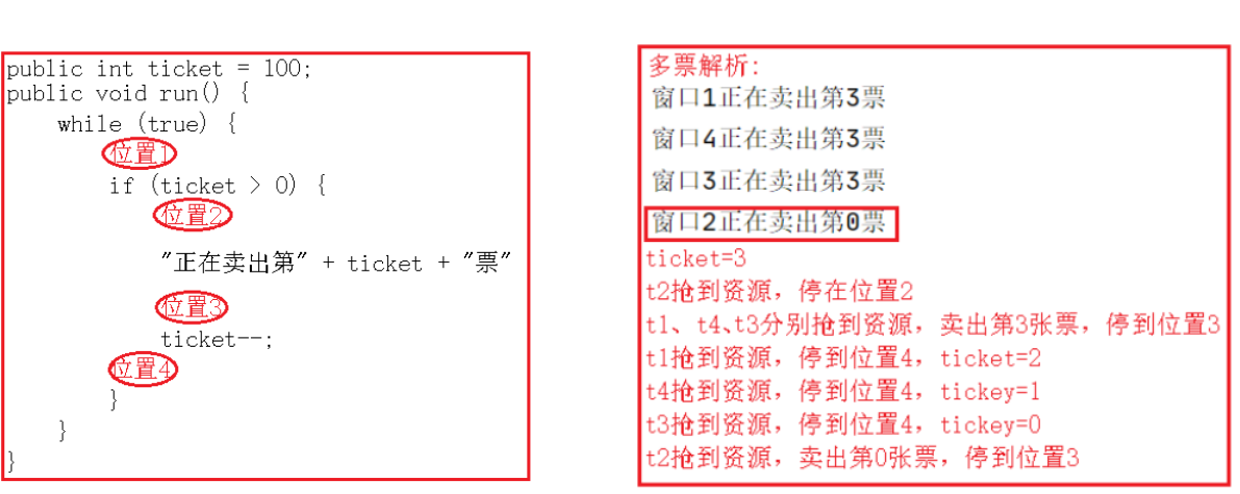 public int ticket = 100;
public void run() {
while (true) {
位置1
if (ticket > 0) {
位置2
"正在卖出第" + ticket + "票"
位置3
ticket--;
位置4
}
}
}
多票解析:
窗口1正在卖出第3票
窗口4正在卖出第3票
窗口3正在卖出第3票
窗口2正在卖出第0票
ticket=3
t2抢到资源，停在位置2
t1、t4、t3分别抢到资源，卖出第3张票，停到位置3
t1抢到资源，停到位置4，ticket=2
t4抢到资源，停到位置4，tickey=1
t3抢到资源，停到位置4，tickey=0
t2抢到资源，卖出第0张票，停到位置3